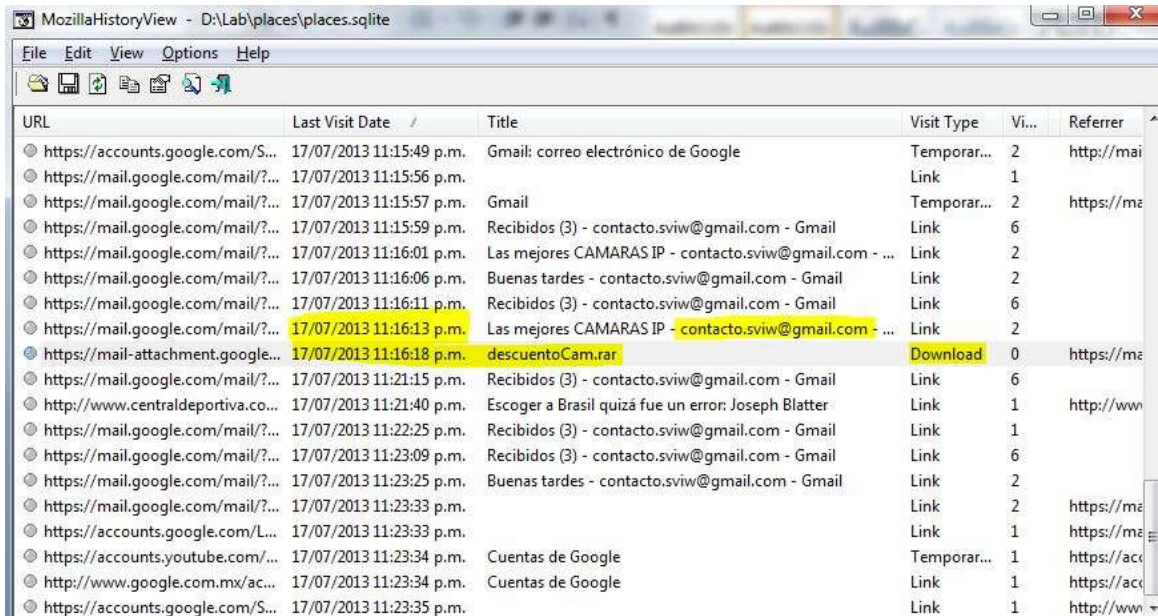 MozillaHistoryView - D:\Lab\places\places.sqlite
File Edit View Options Help
URL Last Visit Date / Title Visit Type Vi... Referrer
https://accounts.google.com/S... 17/07/2013 11:15:49 p.m. Gmail: correo electrónico de Google Temporar... 2 http://mai
https://mail.google.com/mail/?... 17/07/2013 11:15:56 p.m. Link 1
https://mail.google.com/mail/?... 17/07/2013 11:15:57 p.m. Gmail Temporar... 2 https://ma
https://mail.google.com/mail/?... 17/07/2013 11:15:59 p.m. Recibidos (3) - contacto.sviw@gmail.com - Gmail Link 6
https://mail.google.com/mail/?... 17/07/2013 11:16:01 p.m. Las mejores CAMARAS IP - contacto.sviw@gmail.com - ... Link 2
https://mail.google.com/mail/?... 17/07/2013 11:16:06 p.m. Buenas tardes - contacto.sviw@gmail.com - Gmail Link 2
https://mail.google.com/mail/?... 17/07/2013 11:16:11 p.m. Recibidos (3) - contacto.sviw@gmail.com - Gmail Link 6
https://mail.google.com/mail/?... 17/07/2013 11:16:13 p.m. Las mejores CAMARAS IP - contacto.sviw@gmail.com - ... Link 2
https://mail-attachment.google... 17/07/2013 11:16:18 p.m. descuentoCam.rar Download 0 https://ma
https://mail.google.com/mail/?... 17/07/2013 11:21:15 p.m. Recibidos (3) - contacto.sviw@gmail.com - Gmail Link 6
http://www.centraldeportiva.co... 17/07/2013 11:21:40 p.m. Escoger a Brasil quizá fue un error: Joseph Blatter Link 1 http://www
https://mail.google.com/mail/?... 17/07/2013 11:22:25 p.m. Recibidos (3) - contacto.sviw@gmail.com - Gmail Link 1
https://mail.google.com/mail/?... 17/07/2013 11:23:09 p.m. Recibidos (3) - contacto.sviw@gmail.com - Gmail Link 6
https://mail.google.com/mail/?... 17/07/2013 11:23:25 p.m. Buenas tardes - contacto.sviw@gmail.com - Gmail Link 2
https://mail.google.com/mail/?... 17/07/2013 11:23:33 p.m. Link 2 https://ma
https://accounts.google.com/L... 17/07/2013 11:23:33 p.m. Link 1 https://ma
https://accounts.youtube.com/... 17/07/2013 11:23:34 p.m. Cuentas de Google Temporar... 1 https://acc
http://www.google.com.mx/ac... 17/07/2013 11:23:34 p.m. Cuentas de Google Link 1 https://acc
https://accounts.google.com/S... 17/07/2013 11:23:35 p.m. Link 1 http://www